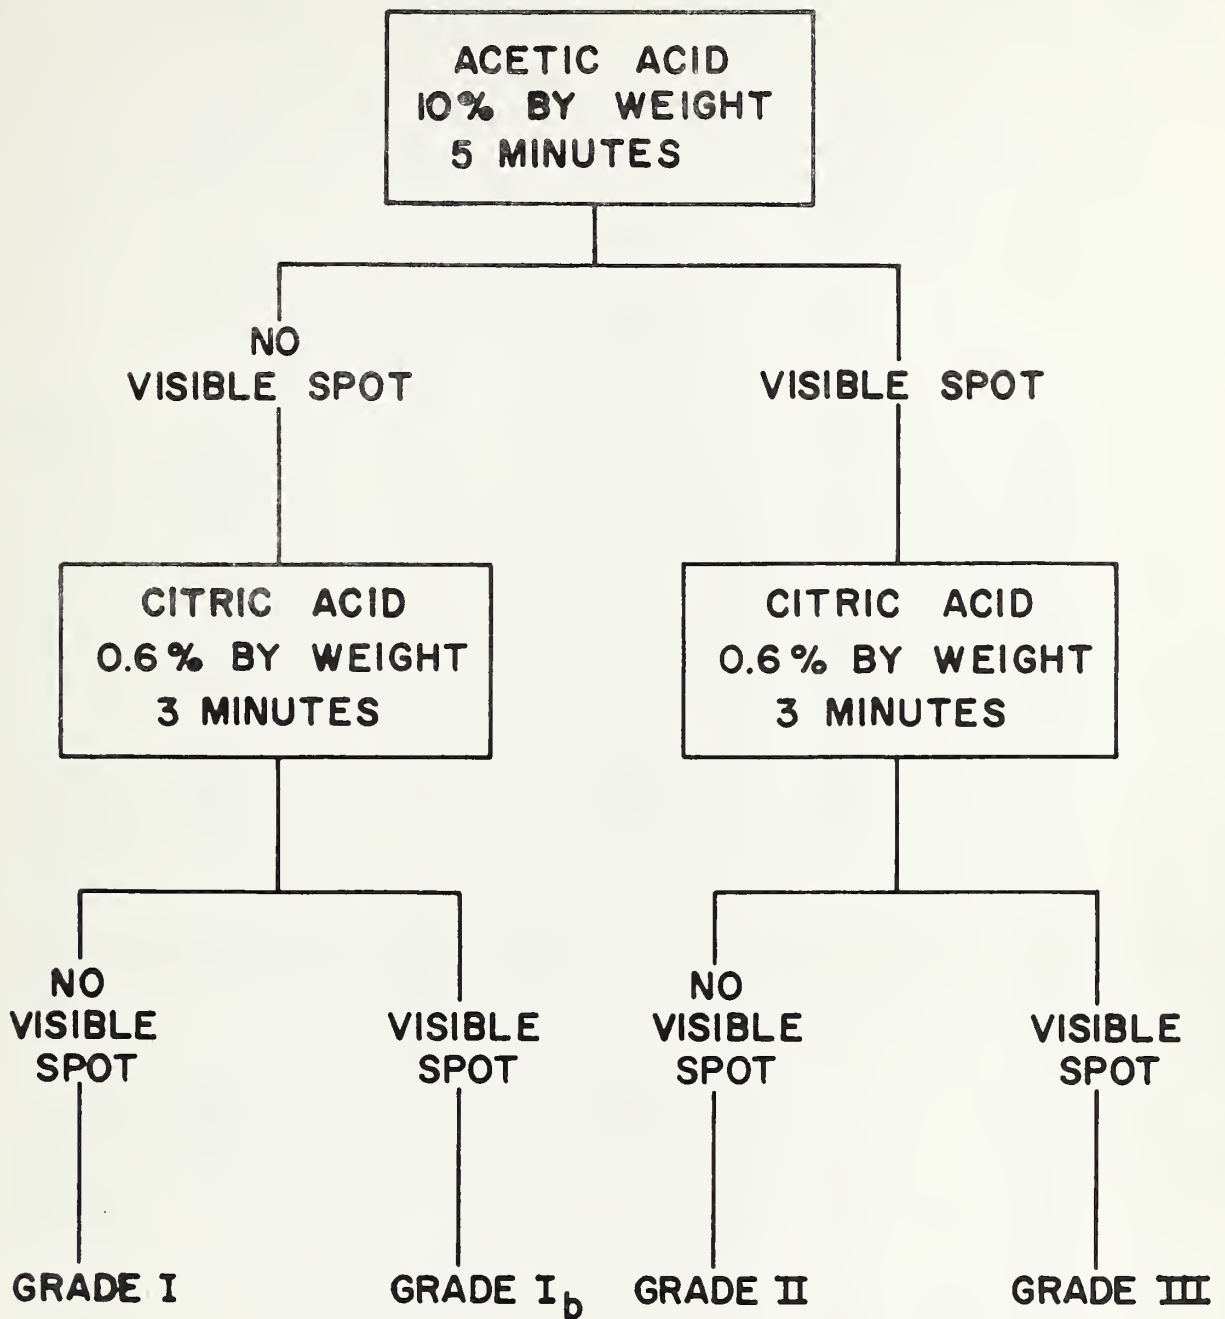 ACETIC ACID
10% BY WEIGHT
5 MINUTES
NO
VISIBLE SPOT
VISIBLE SPOT
CITRIC ACID
0.6% BY WEIGHT
3 MINUTES
CITRIC ACID
0.6% BY WEIGHT
3 MINUTES
NO
VISIBLE
SPOT
VISIBLE
SPOT
NO
VISIBLE
SPOT
VISIBLE
SPOT
GRADE I
GRADE Ib
GRADE II
GRADE III